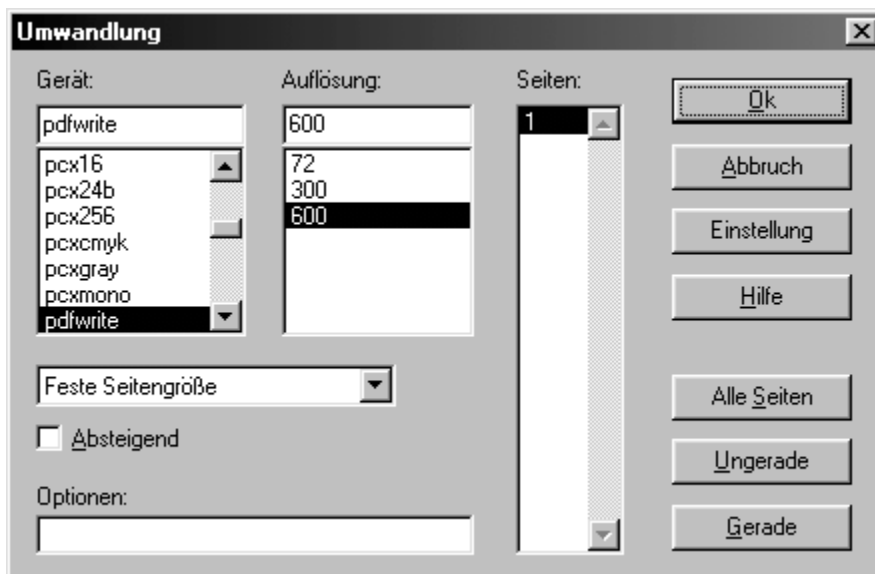 Umwandlung
Gerät:
pdfwrite
pcx16
pcx24b
pcx256
pcxcmyk
pcxgray
pcxmono
pdfwrite
Auflösung:
600
72
300
600
Seiten:
1
Feste Seitengröße
Absteigend
Optionen:
Ok
Abbruch
Einstellung
Hilfe
Alle Seiten
Ungerade
Gerade